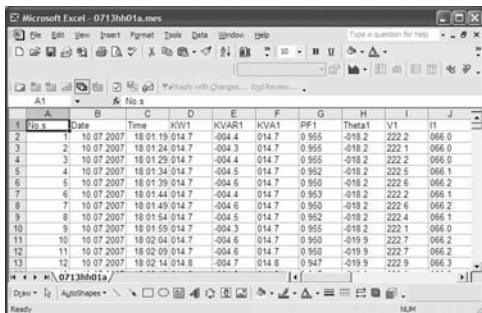 Microsoft Excel - 0713hh01a.mes
File Edit View Insert Format Tools Data Window Help Type a question for help
10 B U
Reply with Changes... End Review...
A1 fx No.s
A B C D E F G H I J
1 No.s Date Time KW1 KVAR1 KVA1 PF1 Theta1 V1 I1
2 1 10.07.2007 18:01:19 014.7 -004.4 014.7 0.955 -018.2 222.2 066.0
3 2 10.07.2007 18:01:24 014.7 -004.3 014.7 0.955 -018.2 222.1 066.0
4 3 10.07.2007 18:01:29 014.7 -004.4 014.7 0.955 -018.2 222.1 066.0
5 4 10.07.2007 18:01:34 014.7 -004.5 014.7 0.952 -018.2 222.5 066.1
6 5 10.07.2007 18:01:39 014.7 -004.6 014.7 0.950 -018.2 222.6 066.2
7 6 10.07.2007 18:01:44 014.7 -004.4 014.7 0.953 -018.2 222.2 066.1
8 7 10.07.2007 18:01:49 014.7 -004.6 014.7 0.950 -018.2 222.6 066.2
9 8 10.07.2007 18:01:54 014.7 -004.5 014.7 0.952 -018.2 222.4 066.1
10 9 10.07.2007 18:01:59 014.7 -004.3 014.7 0.955 -018.2 222.1 066.0
11 10 10.07.2007 18:02:04 014.7 -004.6 014.7 0.950 -019.9 222.7 066.2
12 11 10.07.2007 18:02:09 014.7 -004.6 014.7 0.950 -019.9 222.7 066.2
13 12 10.07.2007 18:02:14 014.8 -004.7 014.8 0.947 -019.9 222.9 066.3
0713hh01a
Draw AutoShapes
Ready NUM